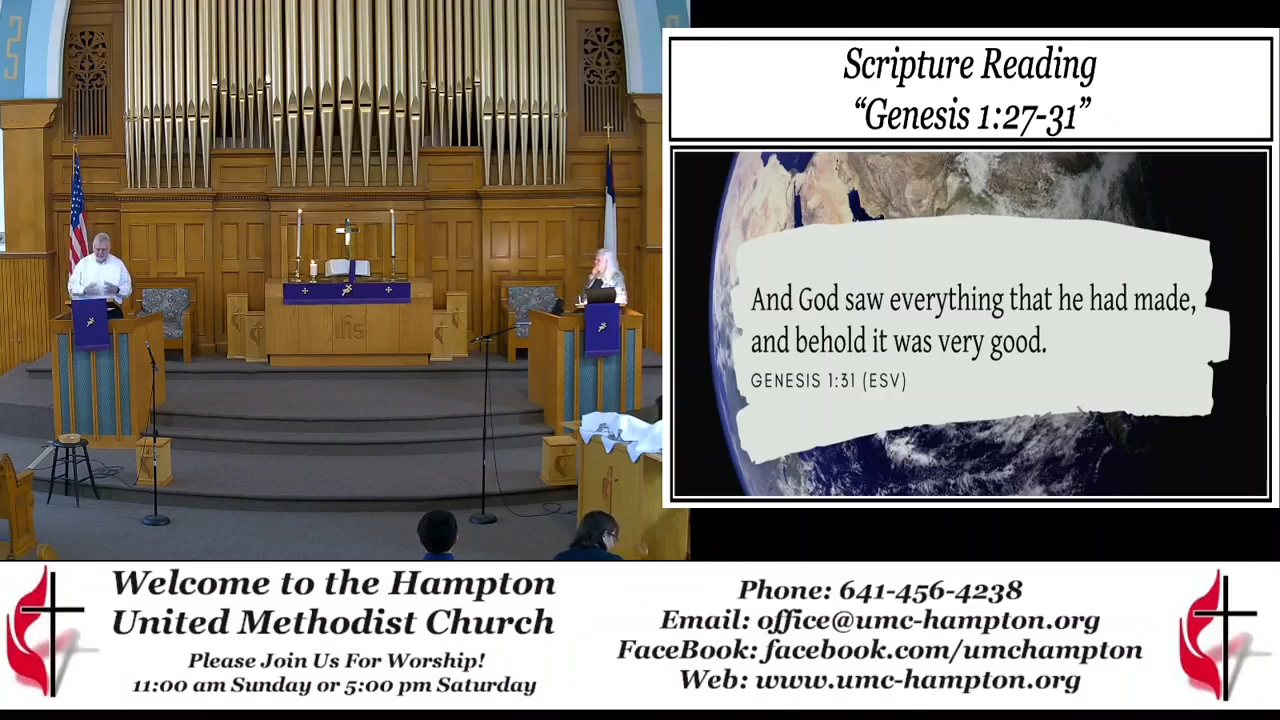 Scripture Reading
“Genesis 1:27-31”
And God saw everything that he had made,
and behold it was very good.
GENESIS 1:31 (ESV)
ihs
Welcome to the Hampton
United Methodist Church
Please Join Us For Worship!
11:00 am Sunday or 5:00 pm Saturday
Phone: 641-456-4238
Email: office@umc-hampton.org
FaceBook: facebook.com/umchampton
Web: www.umc-hampton.org